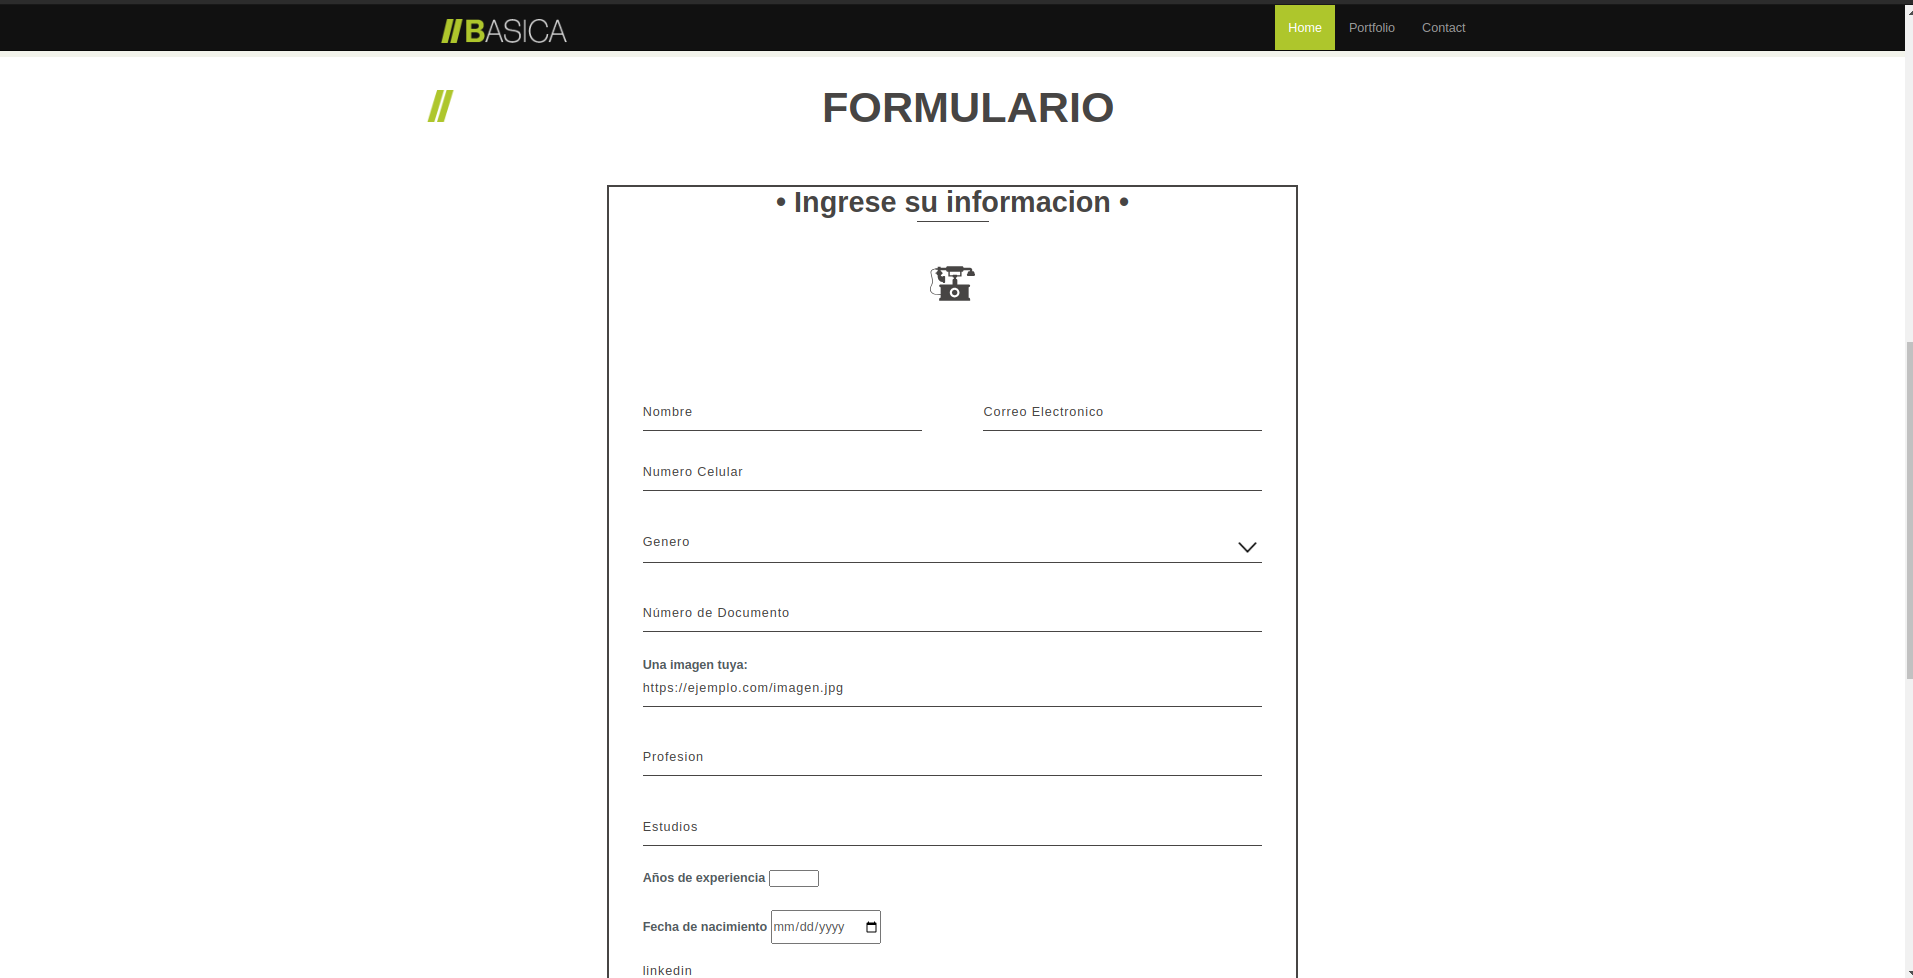 //BASICA Home Portfolio Contact
// FORMULARIO
• Ingrese su informacion •
Nombre Correo Electronico
Numero Celular
Genero
Número de Documento
Una imagen tuya:
https://ejemplo.com/imagen.jpg
Profesion
Estudios
Años de experiencia
Fecha de nacimiento mm/dd/yyyy
linkedin